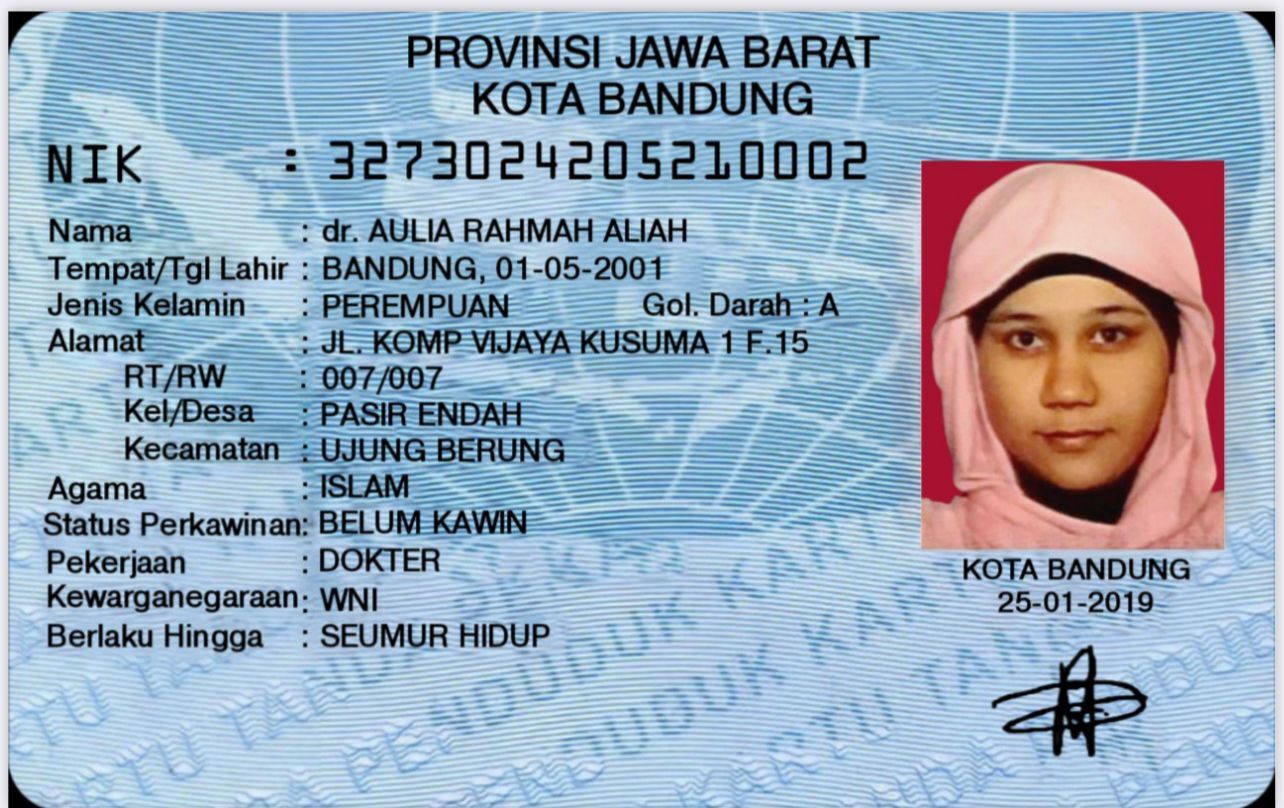 PROVINSI JAWA BARAT
KOTA BANDUNG
NIK : 3273024205210002
Nama : dr. AULIA RAHMAH ALIAH
Tempat/Tgl Lahir : BANDUNG, 01-05-2001
Jenis Kelamin : PEREMPUAN Gol. Darah : A
Alamat : JL. KOMP VIJAYA KUSUMA 1 F.15
RT/RW : 007/007
Kel/Desa : PASIR ENDAH
Kecamatan : UJUNG BERUNG
Agama : ISLAM
Status Perkawinan: BELUM KAWIN
Pekerjaan : DOKTER
Kewarganegaraan: WNI
Berlaku Hingga : SEUMUR HIDUP
KOTA BANDUNG
25-01-2019